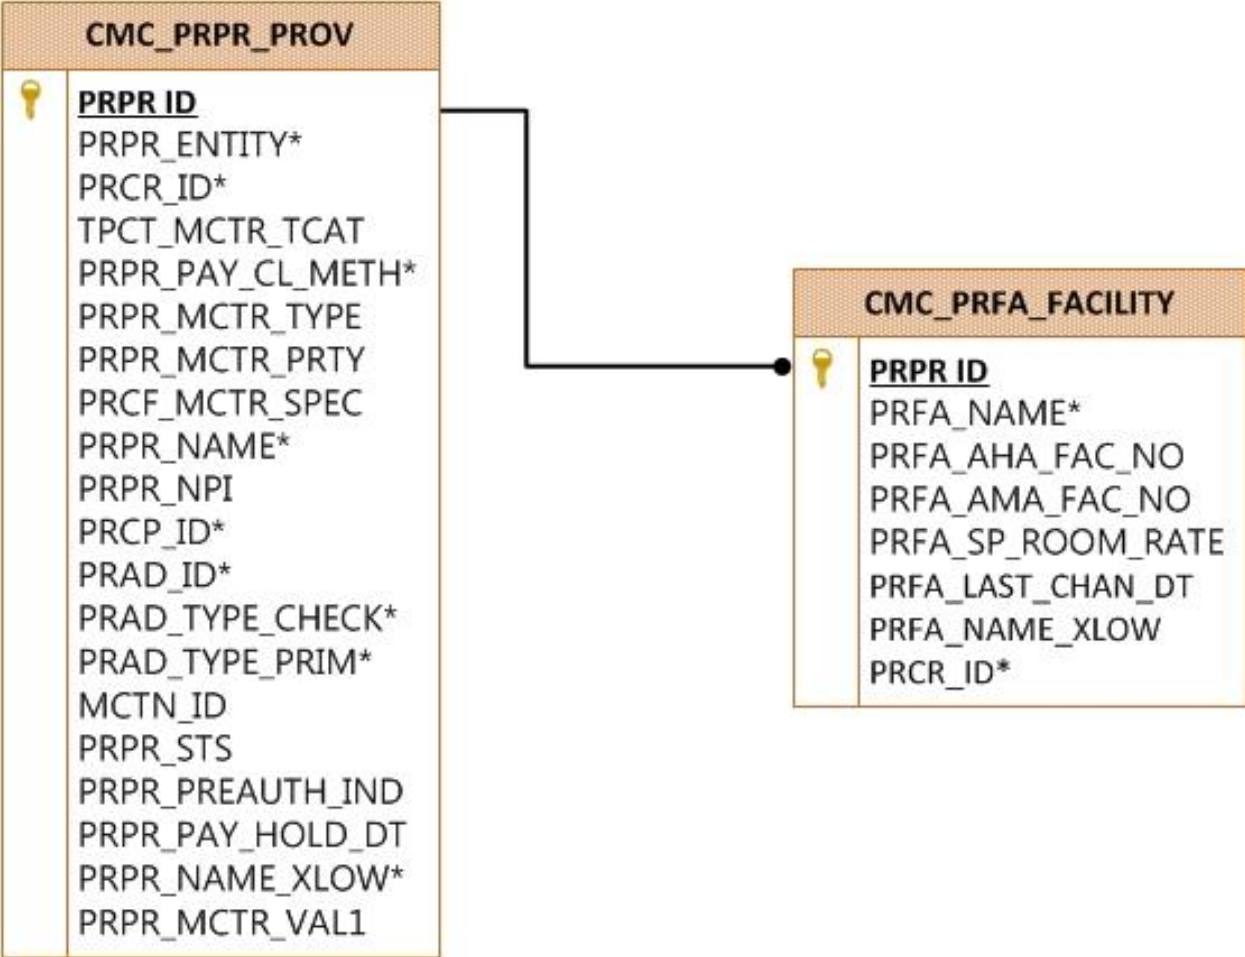 CMC_PRPR_PROV
PRPR ID
PRPR_ENTITY*
PRCR_ID*
TPCT_MCTR_TCAT
PRPR_PAY_CL_METH*
PRPR_MCTR_TYPE
PRPR_MCTR_PRTY
PRCF_MCTR_SPEC
PRPR_NAME*
PRPR_NPI
PRCP_ID*
PRAD_ID*
PRAD_TYPE_CHECK*
PRAD_TYPE_PRIM*
MCTN_ID
PRPR_STS
PRPR_PREAUTH_IND
PRPR_PAY_HOLD_DT
PRPR_NAME_XLOW*
PRPR_MCTR_VAL1
CMC_PRFA_FACILITY
PRPR ID
PRFA_NAME*
PRFA_AHA_FAC_NO
PRFA_AMA_FAC_NO
PRFA_SP_ROOM_RATE
PRFA_LAST_CHAN_DT
PRFA_NAME_XLOW
PRCR_ID*